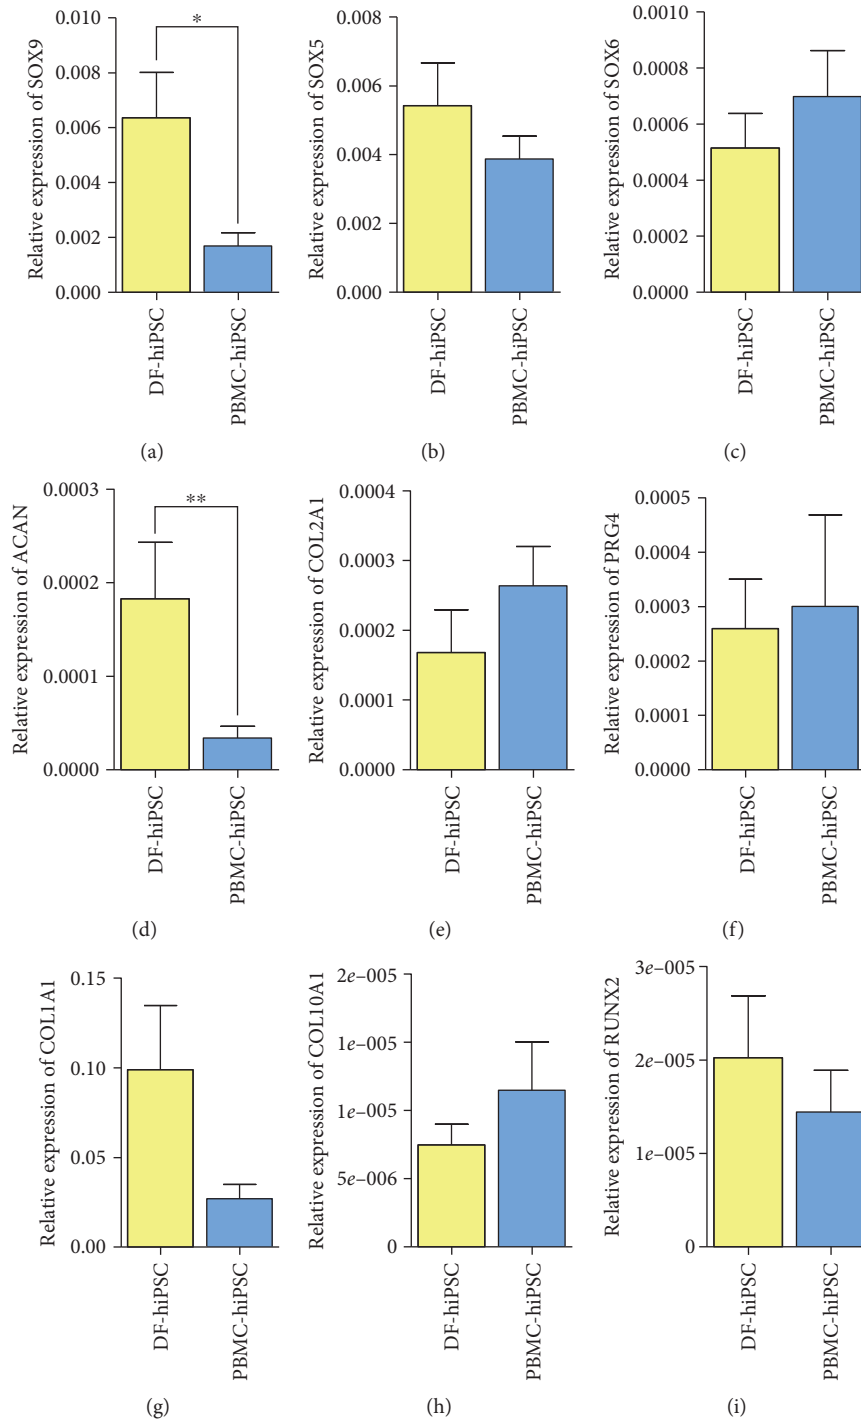 Relative expression of SOX9
0.010
0.008
0.006
0.004
0.002
0.000
*
DF-hiPSC
PBMC-hiPSC
(a)
Relative expression of SOX5
0.008
0.006
0.004
0.002
0.000
DF-hiPSC
PBMC-hiPSC
(b)
Relative expression of SOX6
0.0010
0.0008
0.0006
0.0004
0.0002
0.0000
DF-hiPSC
PBMC-hiPSC
(c)
Relative expression of ACAN
0.0003
0.0002
0.0001
0.0000
**
DF-hiPSC
PBMC-hiPSC
(d)
Relative expression of COL2A1
0.0004
0.0003
0.0002
0.0001
0.0000
DF-hiPSC
PBMC-hiPSC
(e)
Relative expression of PRG4
0.0005
0.0004
0.0003
0.0002
0.0001
0.0000
DF-hiPSC
PBMC-hiPSC
(f)
Relative expression of COL1A1
0.15
0.10
0.05
0.00
DF-hiPSC
PBMC-hiPSC
(g)
Relative expression of COL10A1
2e–005
1e–005
1e–005
5e–006
0
DF-hiPSC
PBMC-hiPSC
(h)
Relative expression of RUNX2
3e–005
2e–005
1e–005
0
DF-hiPSC
PBMC-hiPSC
(i)